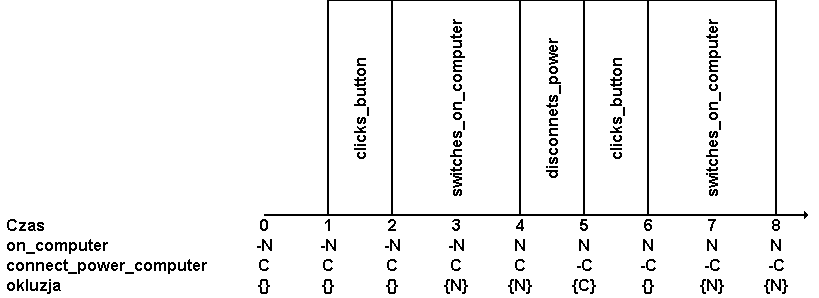 clicks_button
switches_on_computer
disconnets_power
clicks_button
switches_on_computer
Czas 0 1 2 3 4 5 6 7 8
on_computer -N -N -N -N N N N N N
connect_power_computer C C C C C -C -C -C -C
okluzja {} {} {} {N} {N} {C} {} {N} {N}